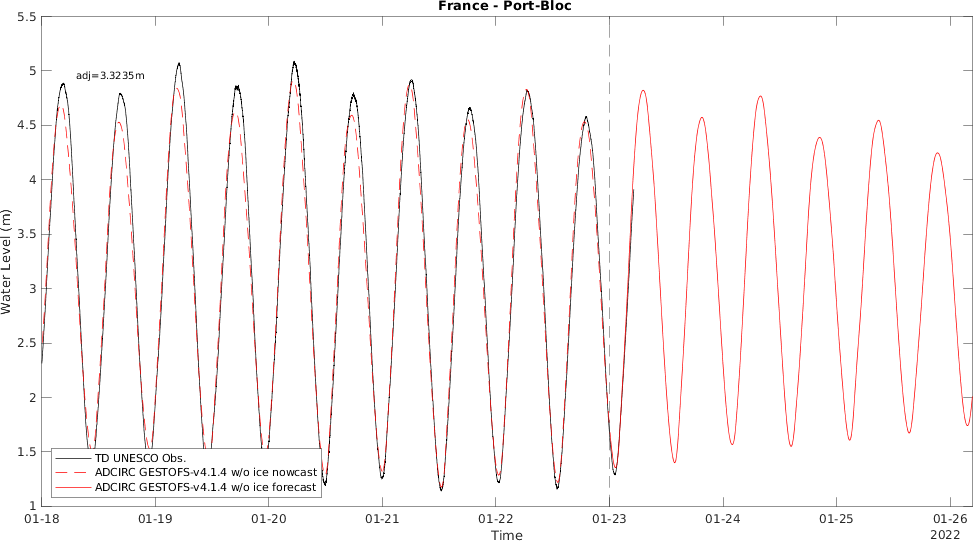 France - Port-Bloc
5.5
5
4.5
4
3.5
3
2.5
2
1.5
1
Water Level (m)
adj=3.3235m
TD UNESCO Obs.
ADCIRC GESTOFS-v4.1.4 w/o ice nowcast
ADCIRC GESTOFS-v4.1.4 w/o ice forecast
01-18 01-19 01-20 01-21 01-22 01-23 01-24 01-25 01-26
Time
2022